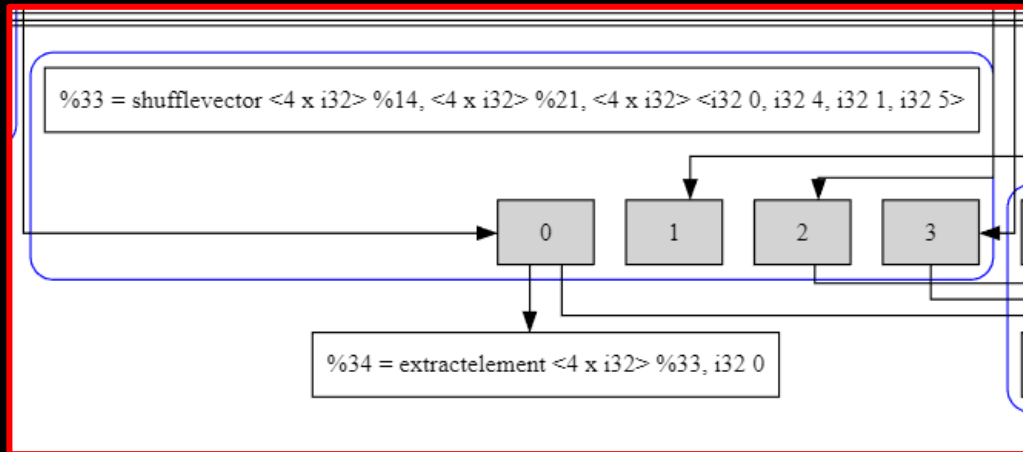 %33 = shufflevector <4 x i32> %14, <4 x i32> %21, <4 x i32> <i32 0, i32 4, i32 1, i32 5>
0 1 2 3
%34 = extractelement <4 x i32> %33, i32 0